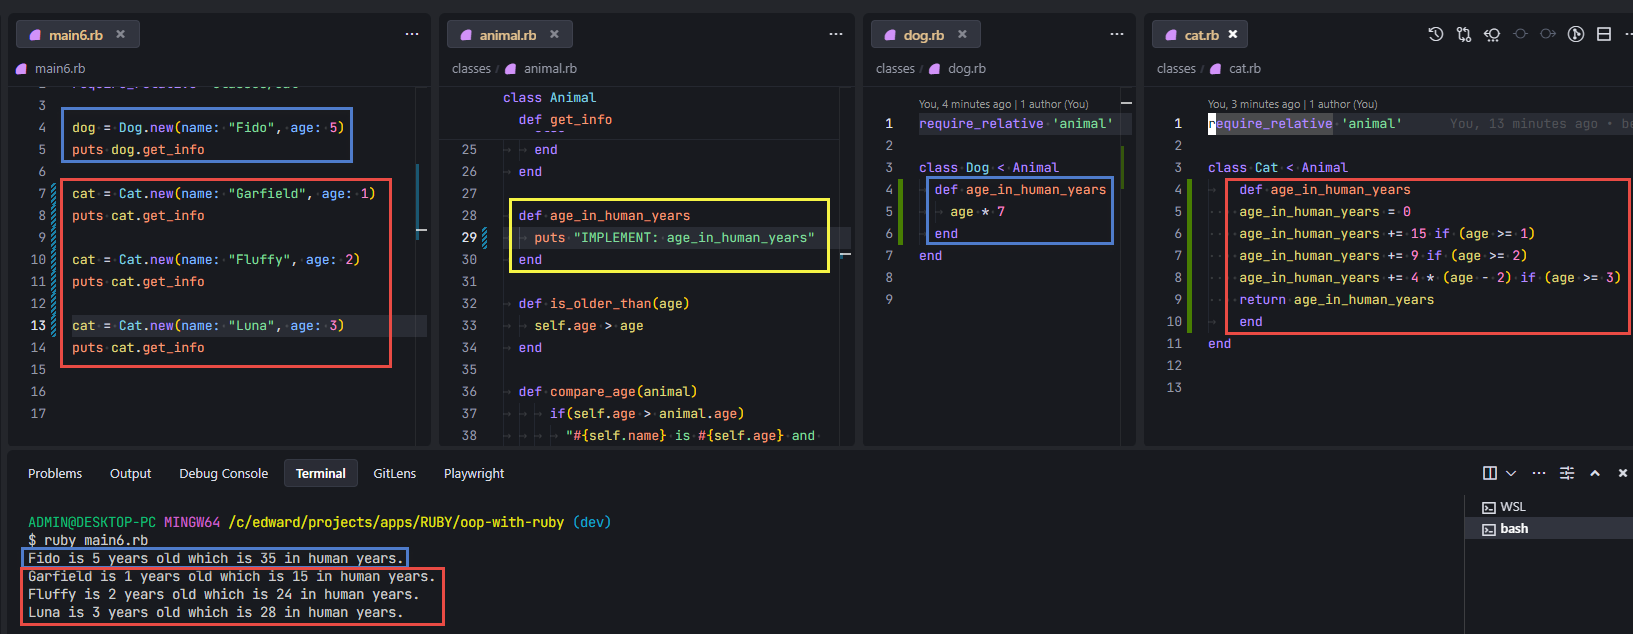 main6.rb
main6.rb
3
4 dog = Dog.new(name: "Fido", age: 5)
5 puts dog.get_info
6
7 cat = Cat.new(name: "Garfield", age: 1)
8 puts cat.get_info
9
10 cat = Cat.new(name: "Fluffy", age: 2)
11 puts cat.get_info
12
13 cat = Cat.new(name: "Luna", age: 3)
14 puts cat.get_info
15
16
17
animal.rb
classes / animal.rb
class Animal
def get_info
25 end
26 end
27
28 def age_in_human_years
29 puts "IMPLEMENT: age_in_human_years"
30 end
31
32 def is_older_than(age)
33 self.age > age
34 end
35
36 def compare_age(animal)
37 if(self.age > animal.age)
38 "#{self.name} is #{self.age} and
dog.rb
classes / dog.rb
You, 4 minutes ago | 1 author (You)
1 require_relative 'animal'
2
3 class Dog < Animal
4 def age_in_human_years
5 age * 7
6 end
7 end
8
9
cat.rb
classes / cat.rb
You, 3 minutes ago | 1 author (You)
1 require_relative 'animal' You, 13 minutes ago •
2
3 class Cat < Animal
4 def age_in_human_years
5 age_in_human_years = 0
6 age_in_human_years += 15 if (age >= 1)
7 age_in_human_years += 9 if (age >= 2)
8 age_in_human_years += 4 * (age - 2) if (age >= 3)
9 return age_in_human_years
10 end
11 end
12
13
Problems Output Debug Console Terminal GitLens Playwright
ADMIN@DESKTOP-PC MINGW64 /c/edward/projects/apps/RUBY/oop-with-ruby (dev)
$ ruby main6.rb
Fido is 5 years old which is 35 in human years.
Garfield is 1 years old which is 15 in human years.
Fluffy is 2 years old which is 24 in human years.
Luna is 3 years old which is 28 in human years.
WSL
bash